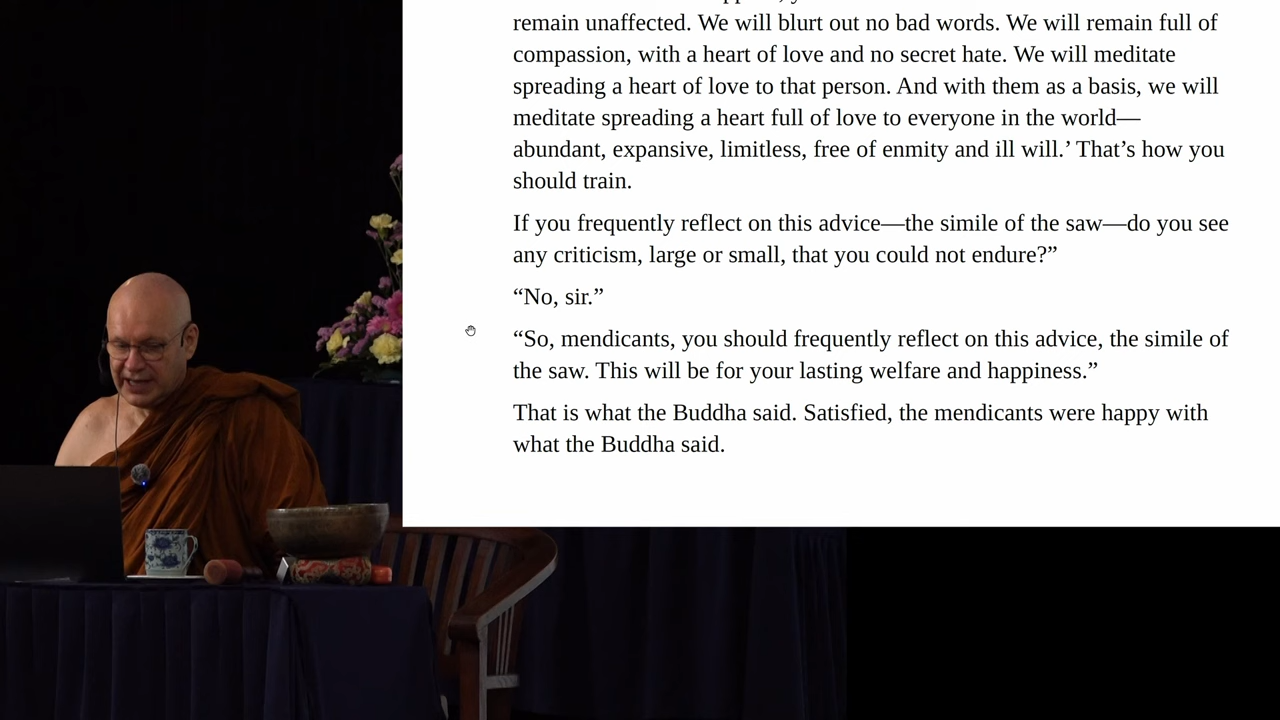 remain unaffected. We will blurt out no bad words. We will remain full of
compassion, with a heart of love and no secret hate. We will meditate
spreading a heart of love to that person. And with them as a basis, we will
meditate spreading a heart full of love to everyone in the world—
abundant, expansive, limitless, free of enmity and ill will.’ That’s how you
should train.
If you frequently reflect on this advice—the simile of the saw—do you see
any criticism, large or small, that you could not endure?”
“No, sir.”
“So, mendicants, you should frequently reflect on this advice, the simile of
the saw. This will be for your lasting welfare and happiness.”
That is what the Buddha said. Satisfied, the mendicants were happy with
what the Buddha said.